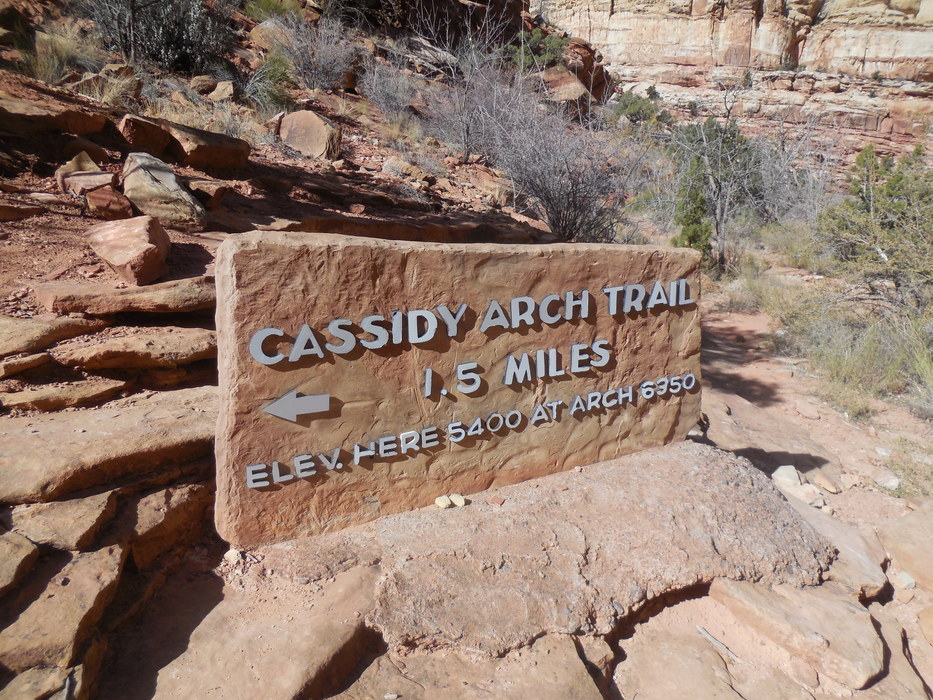 CASSIDY ARCH TRAIL
1.5 MILES
ELEV. HERE 5400 AT ARCH 6350